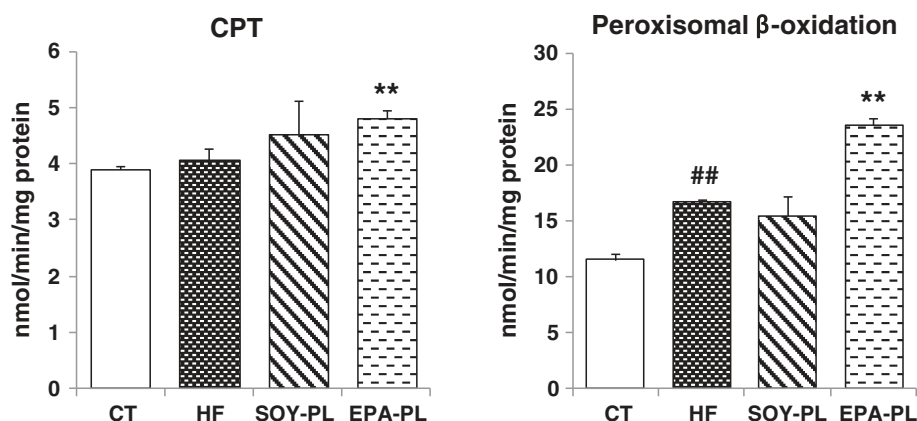 CPT
nmol/min/mg protein
6
5
4
3
2
1
0
**
CT HF SOY-PL EPA-PL
Peroxisomal β-oxidation
nmol/min/mg protein
30
25
20
15
10
5
0
##
**
CT HF SOY-PL EPA-PL